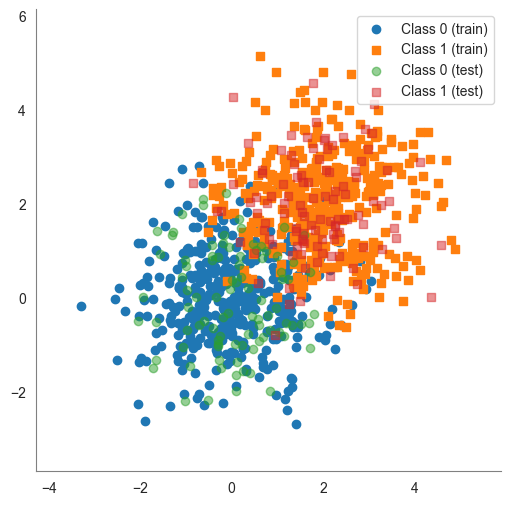 Class 0 (train)
Class 1 (train)
Class 0 (test)
Class 1 (test)
6
4
2
0
−2
−4
−2
0
2
4